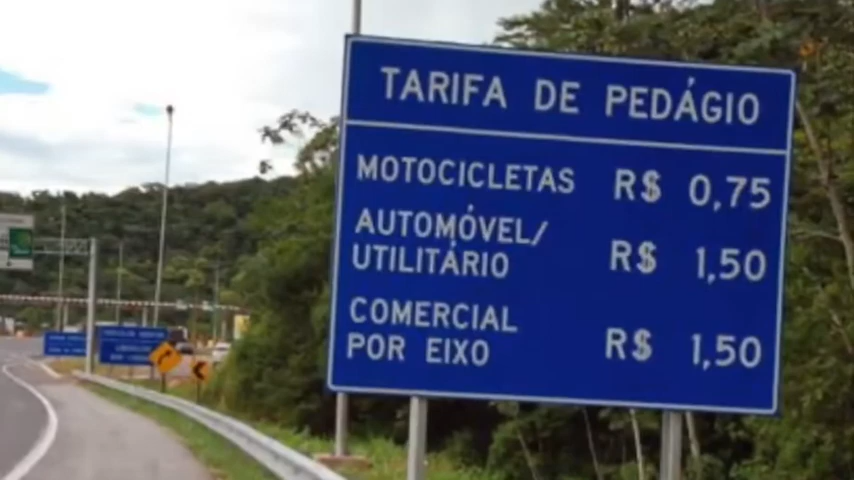 TARIFA DE PEDÁGIO
MOTOCICLETAS R$ 0,75
AUTOMÓVEL/
UTILITÁRIO R$ 1,50
COMERCIAL
POR EIXO R$ 1,50